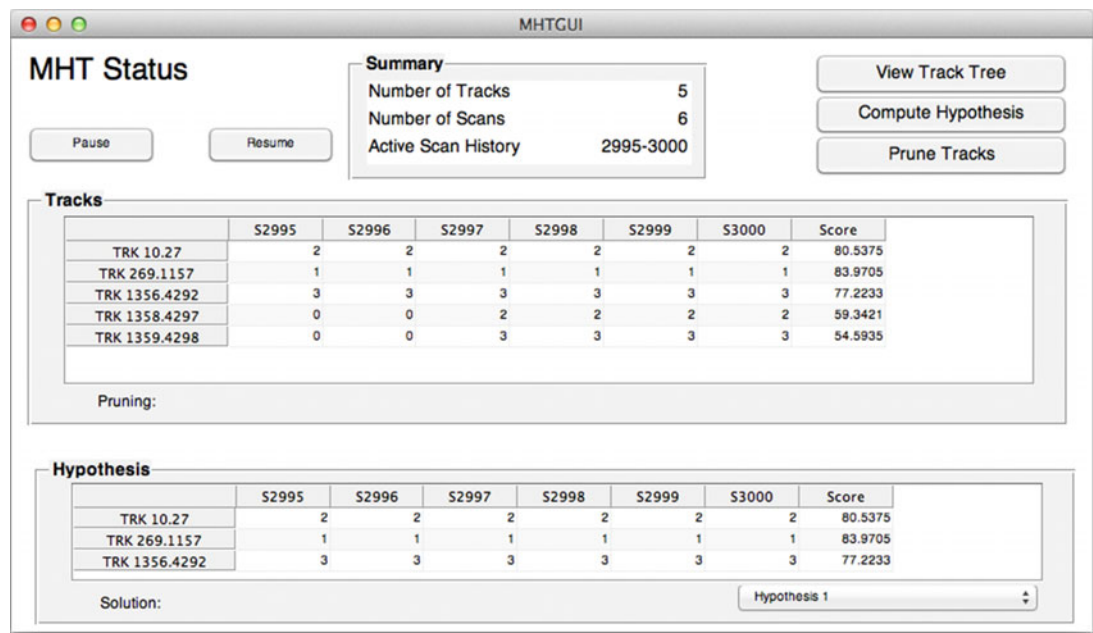 MHTGUI
MHT Status
Pause
Resume
Summary
Number of Tracks 5
Number of Scans 6
Active Scan History 2995-3000
View Track Tree
Compute Hypothesis
Prune Tracks
Tracks
S2995 S2996 S2997 S2998 S2999 S3000 Score
TRK 10.27 2 2 2 2 2 2 80.5375
TRK 269.1157 1 1 1 1 1 1 83.9705
TRK 1356.4292 3 3 3 3 3 3 77.2233
TRK 1358.4297 0 0 2 2 2 2 59.3421
TRK 1359.4298 0 0 3 3 3 3 54.5935
Pruning:
Hypothesis
S2995 S2996 S2997 S2998 S2999 S3000 Score
TRK 10.27 2 2 2 2 2 2 80.5375
TRK 269.1157 1 1 1 1 1 1 83.9705
TRK 1356.4292 3 3 3 3 3 3 77.2233
Solution:
Hypothesis 1